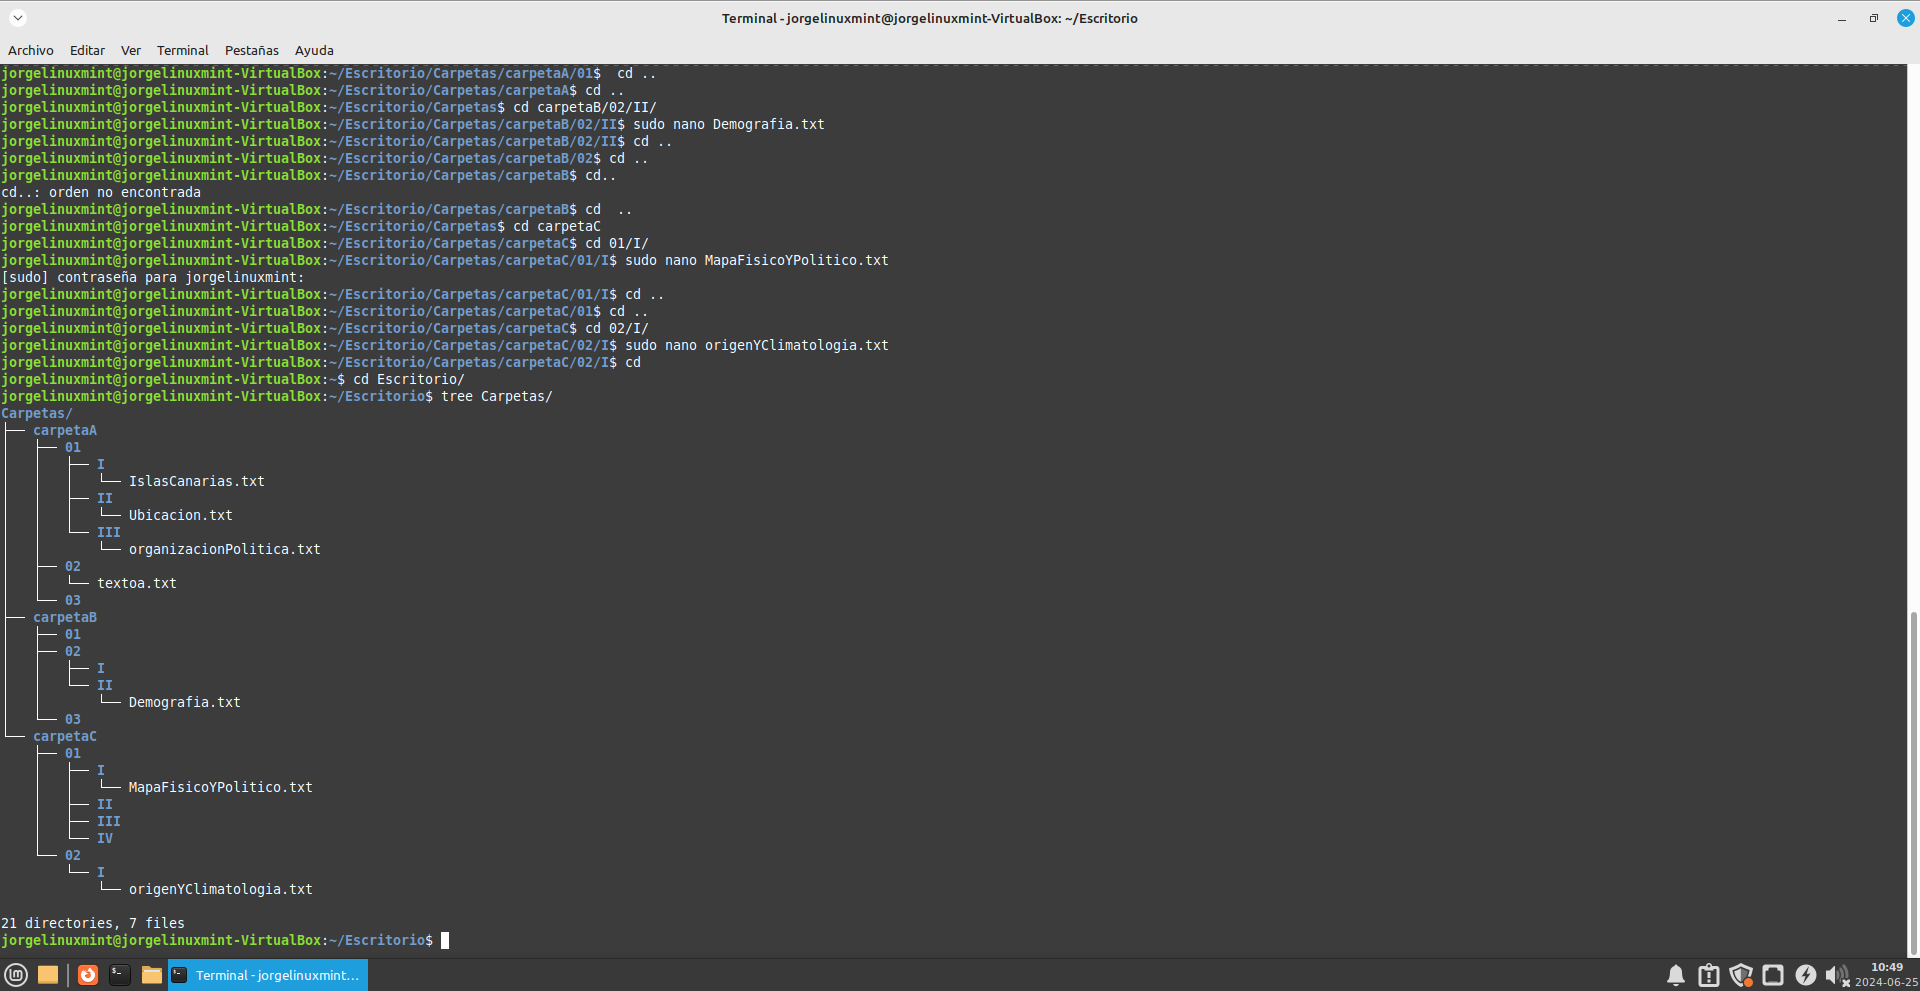 Terminal - jorgelinuxmint@jorgelinuxmint-VirtualBox: ~/Escritorio
Archivo Editar Ver Terminal Pestañas Ayuda
jorgelinuxmint@jorgelinuxmint-VirtualBox:~/Escritorio/Carpetas/carpetaA/01$  cd ..
jorgelinuxmint@jorgelinuxmint-VirtualBox:~/Escritorio/Carpetas/carpetaA$ cd ..
jorgelinuxmint@jorgelinuxmint-VirtualBox:~/Escritorio/Carpetas$ cd carpetaB/02/II/
jorgelinuxmint@jorgelinuxmint-VirtualBox:~/Escritorio/Carpetas/carpetaB/02/II$ sudo nano Demografia.txt
jorgelinuxmint@jorgelinuxmint-VirtualBox:~/Escritorio/Carpetas/carpetaB/02/II$ cd ..
jorgelinuxmint@jorgelinuxmint-VirtualBox:~/Escritorio/Carpetas/carpetaB/02$ cd ..
jorgelinuxmint@jorgelinuxmint-VirtualBox:~/Escritorio/Carpetas/carpetaB$ cd..
cd..: orden no encontrada
jorgelinuxmint@jorgelinuxmint-VirtualBox:~/Escritorio/Carpetas/carpetaB$ cd  ..
jorgelinuxmint@jorgelinuxmint-VirtualBox:~/Escritorio/Carpetas$ cd carpetaC
jorgelinuxmint@jorgelinuxmint-VirtualBox:~/Escritorio/Carpetas/carpetaC$ cd 01/I/
jorgelinuxmint@jorgelinuxmint-VirtualBox:~/Escritorio/Carpetas/carpetaC/01/I$ sudo nano MapaFisicoYPolitico.txt
[sudo] contraseña para jorgelinuxmint:
jorgelinuxmint@jorgelinuxmint-VirtualBox:~/Escritorio/Carpetas/carpetaC/01/I$ cd ..
jorgelinuxmint@jorgelinuxmint-VirtualBox:~/Escritorio/Carpetas/carpetaC/01$ cd ..
jorgelinuxmint@jorgelinuxmint-VirtualBox:~/Escritorio/Carpetas/carpetaC$ cd 02/I/
jorgelinuxmint@jorgelinuxmint-VirtualBox:~/Escritorio/Carpetas/carpetaC/02/I$ sudo nano origenYClimatologia.txt
jorgelinuxmint@jorgelinuxmint-VirtualBox:~/Escritorio/Carpetas/carpetaC/02/I$ cd
jorgelinuxmint@jorgelinuxmint-VirtualBox:~$ cd Escritorio/
jorgelinuxmint@jorgelinuxmint-VirtualBox:~/Escritorio$ tree Carpetas/
Carpetas/
├── carpetaA
│   ├── 01
│   │   ├── I
│   │   │   └── IslasCanarias.txt
│   │   ├── II
│   │   │   └── Ubicacion.txt
│   │   └── III
│   │       └── organizacionPolitica.txt
│   ├── 02
│   │   └── textoa.txt
│   └── 03
├── carpetaB
│   ├── 01
│   ├── 02
│   │   ├── I
│   │   └── II
│   │       └── Demografia.txt
│   └── 03
└── carpetaC
    ├── 01
    │   ├── I
    │   │   └── MapaFisicoYPolitico.txt
    │   ├── II
    │   ├── III
    │   └── IV
    └── 02
        └── I
            └── origenYClimatologia.txt
21 directories, 7 files
jorgelinuxmint@jorgelinuxmint-VirtualBox:~/Escritorio$
Terminal - jorgelinuxmint...
10:49
2024-06-25